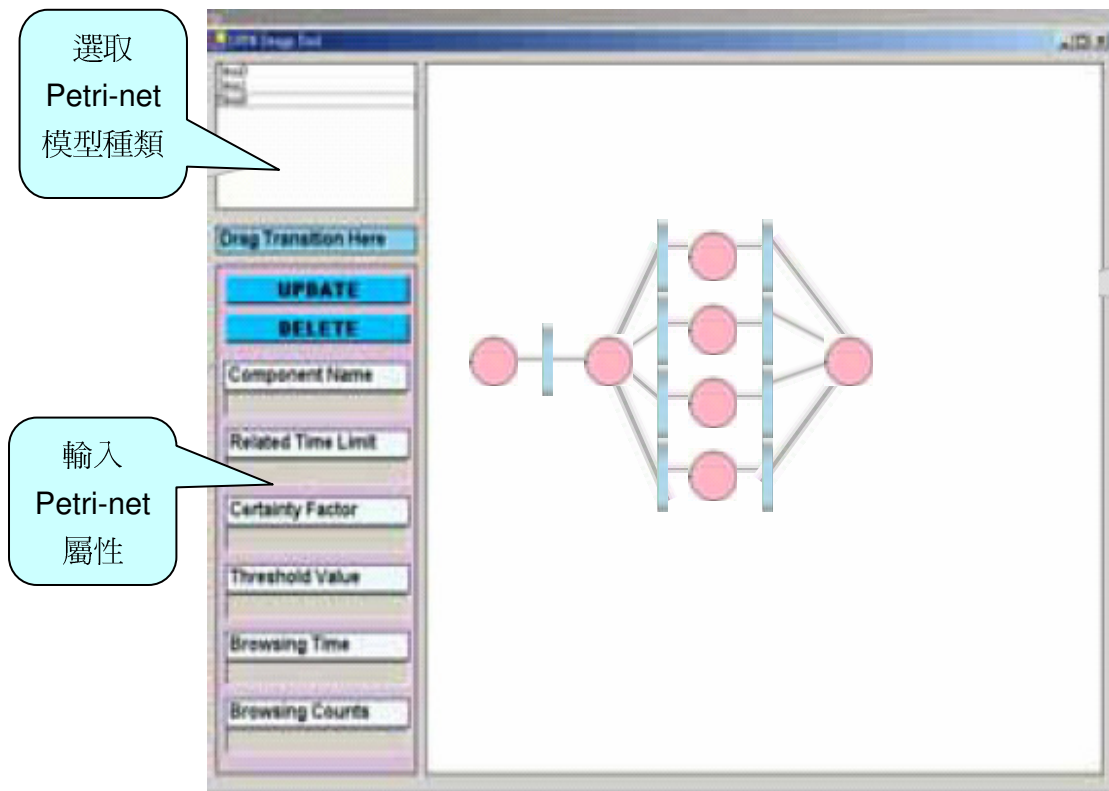 選取
Petri-net
模型種類
Drag Transition Here
UPDATE
DELETE
Component Name
Related Time Limit
輸入
Petri-net
屬性
Certainty Factor
Threshold Value
Browsing Time
Browsing Counts